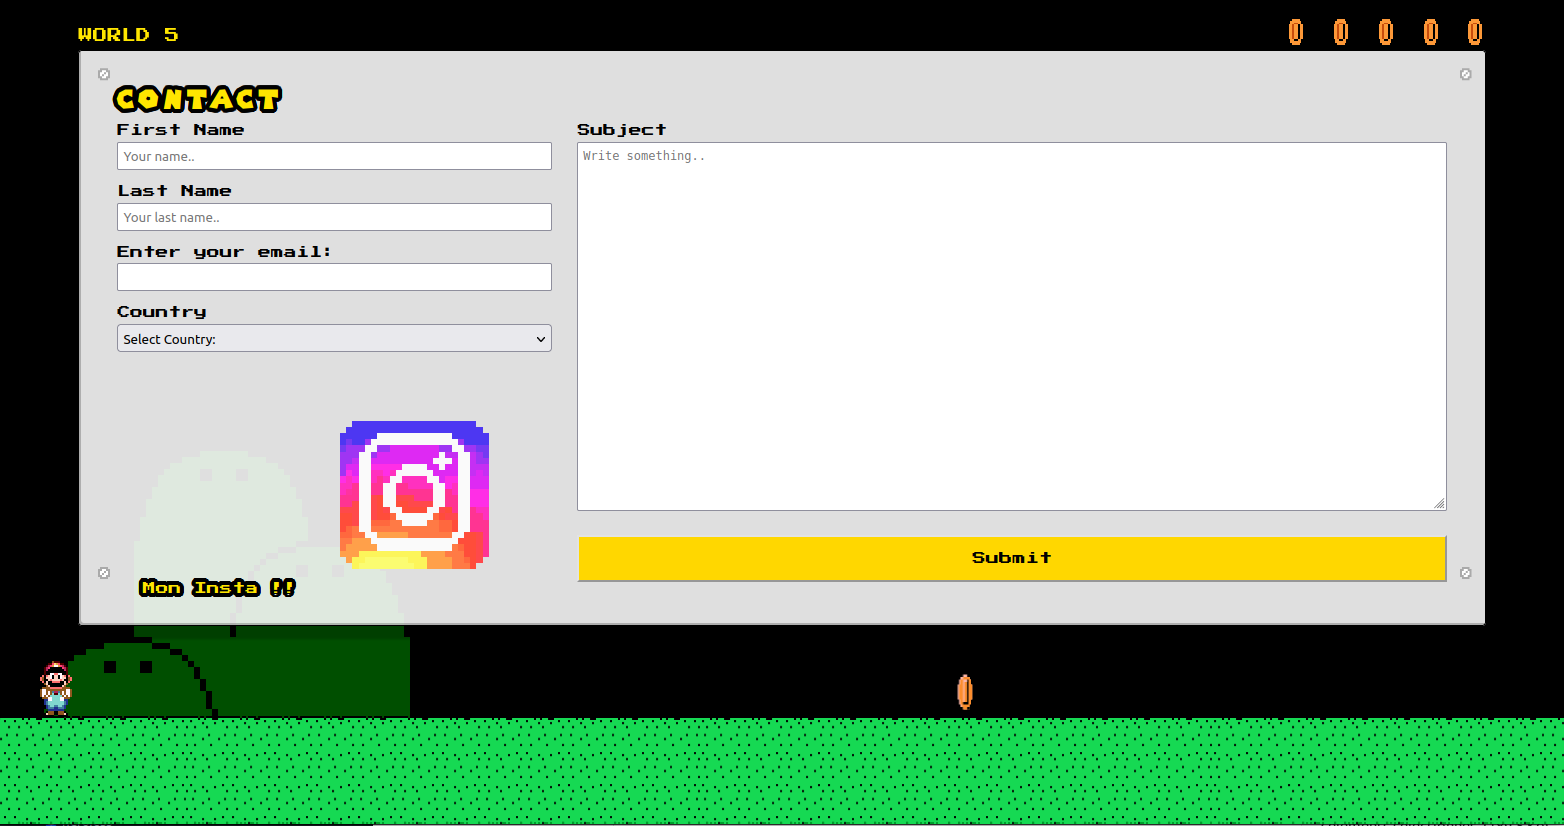 WORLD 5
CONTACT
First Name
Your name..
Last Name
Your last name..
Enter your email:
Country
Select Country:
Mon Insta !!
Subject
Write something..
Submit